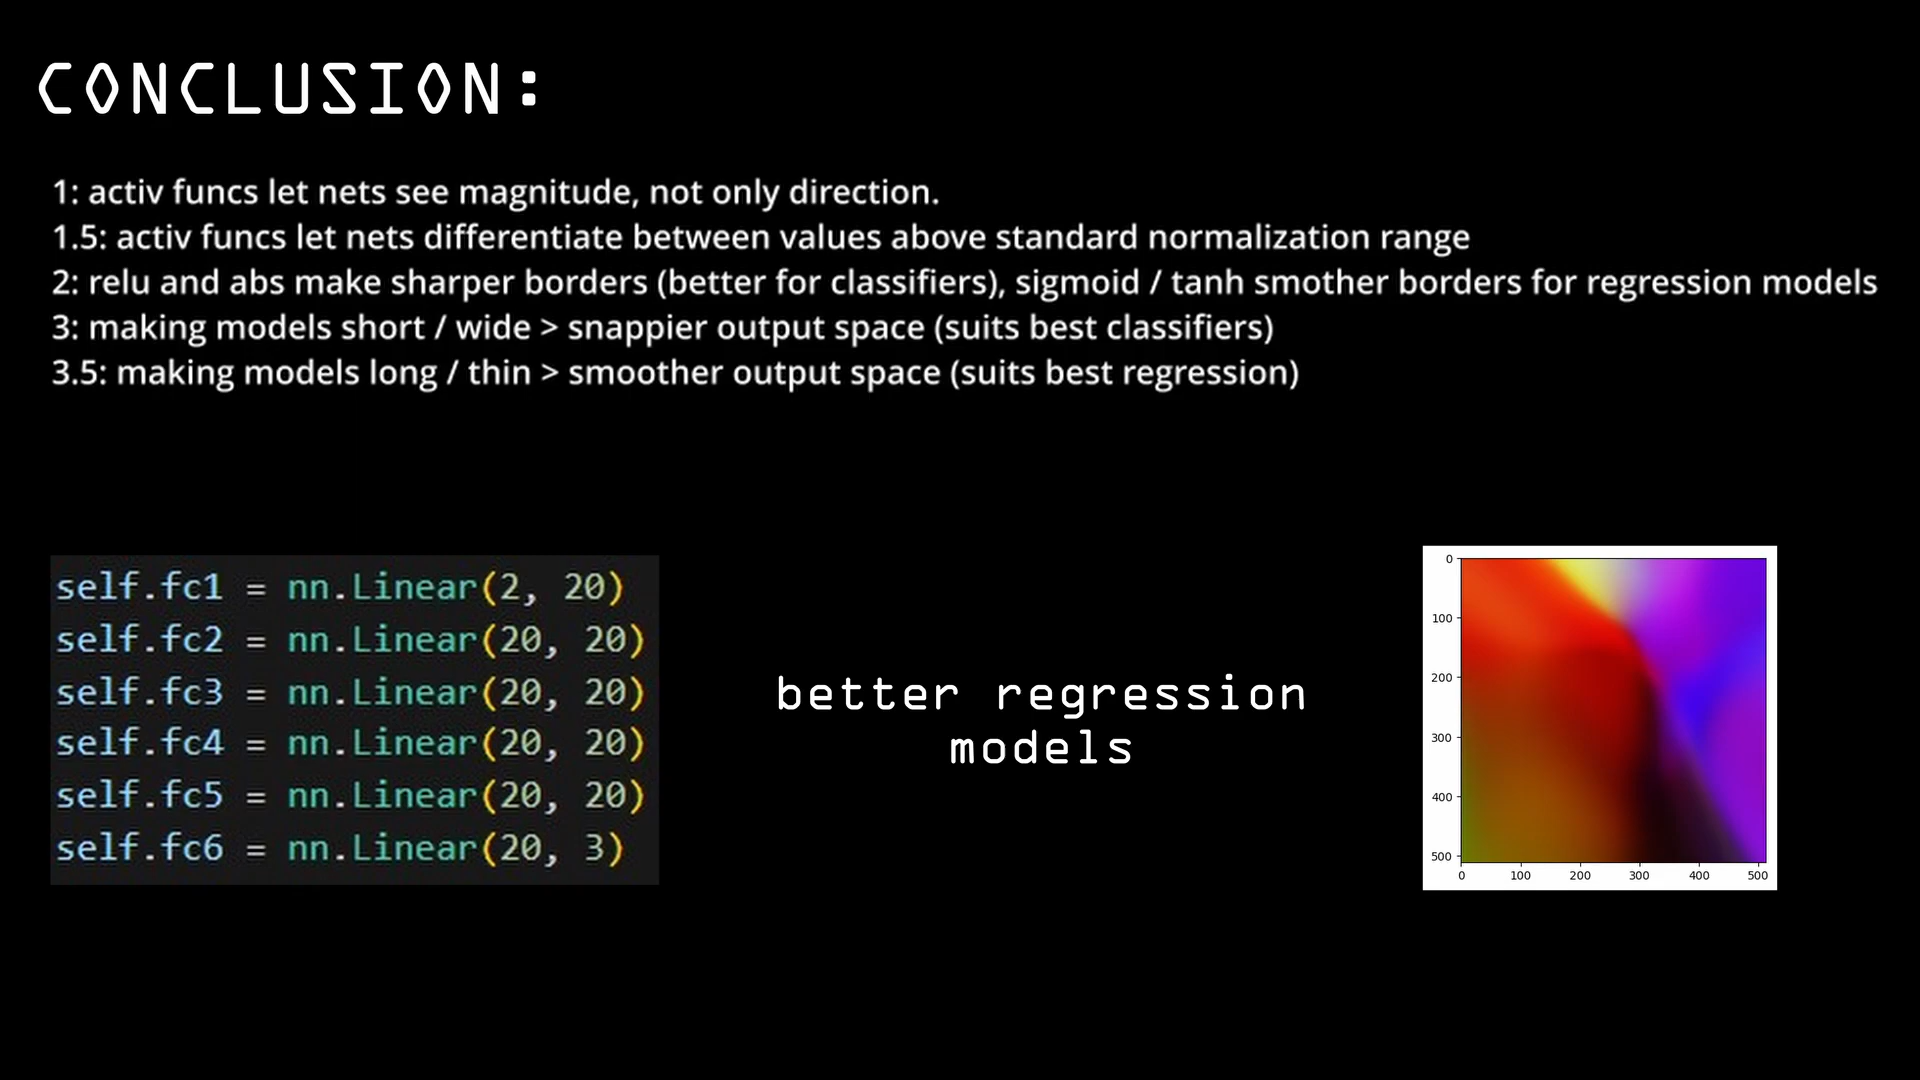 CONCLUSION:
1: activ funcs let nets see magnitude, not only direction.
1.5: activ funcs let nets differentiate between values above standard normalization range
2: relu and abs make sharper borders (better for classifiers), sigmoid / tanh smother borders for regression models
3: making models short / wide > snappier output space (suits best classifiers)
3.5: making models long / thin > smoother output space (suits best regression)
self.fc1 = nn.Linear(2, 20)
self.fc2 = nn.Linear(20, 20)
self.fc3 = nn.Linear(20, 20)
self.fc4 = nn.Linear(20, 20)
self.fc5 = nn.Linear(20, 20)
self.fc6 = nn.Linear(20, 3)
better regression
models
0
100
200
300
400
500
0 100 200 300 400 500